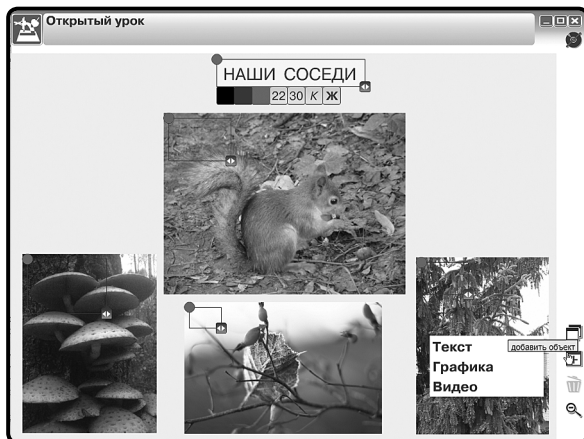 Открытый урок
НАШИ СОСЕДИ
22 30 К Ж
Текст
добавить объект
Графика
Видео